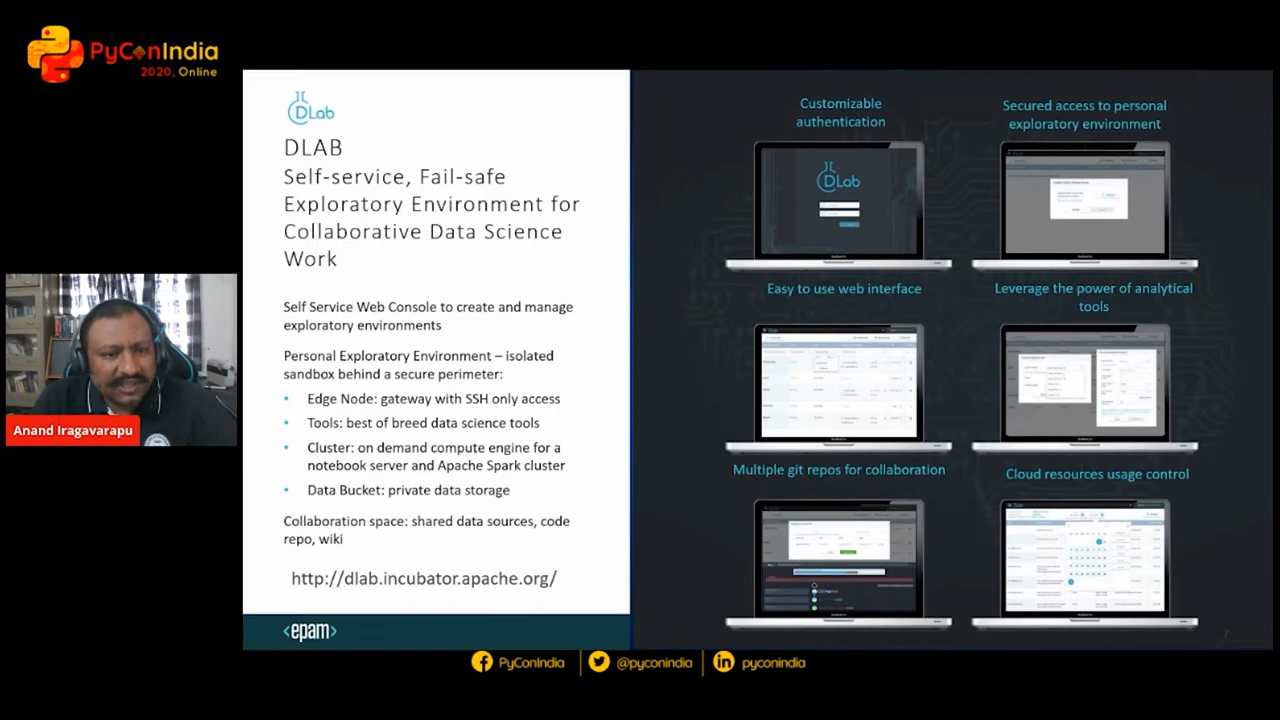 PyConIndia
2020, Online
DLab
DLAB
Self-service, Fail-safe
Exploratory Environment for
Collaborative Data Science
Work
Self Service Web Console to create and manage
exploratory environments
Personal Exploratory Environment – isolated
sandbox behind a secure perimeter:
• Edge Node: gateway with SSH only access
• Tools: best of breed data science tools
• Cluster: on demand compute engine for a
notebook server and Apache Spark cluster
• Data Bucket: private data storage
Collaboration space: shared data sources, code
repo, wiki
http://dlab.incubator.apache.org/
<epam>
Customizable
authentication
DLab
Secured access to personal
exploratory environment
Easy to use web interface
Leverage the power of analytical
tools
Multiple git repos for collaboration
Cloud resources usage control
7
Anand Iragavarapu
PyConIndia
@pyconindia
pyconindia